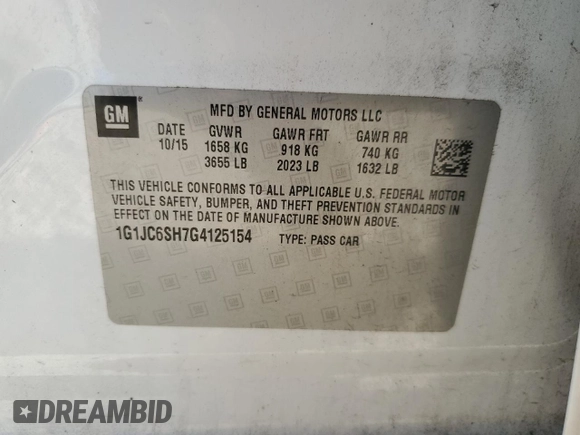 GM ® MFD BY GENERAL MOTORS LLC
DATE GVWR GAWR FRT GAWR RR
10/15 1658 KG 918 KG 740 KG
3655 LB 2023 LB 1632 LB
THIS VEHICLE CONFORMS TO ALL APPLICABLE U.S. FEDERAL MOTOR
VEHICLE SAFETY, BUMPER, AND THEFT PREVENTION STANDARDS IN
EFFECT ON THE DATE OF MANUFACTURE SHOWN ABOVE.
1G1JC6SH7G4125154 TYPE: PASS CAR
DREAMBID